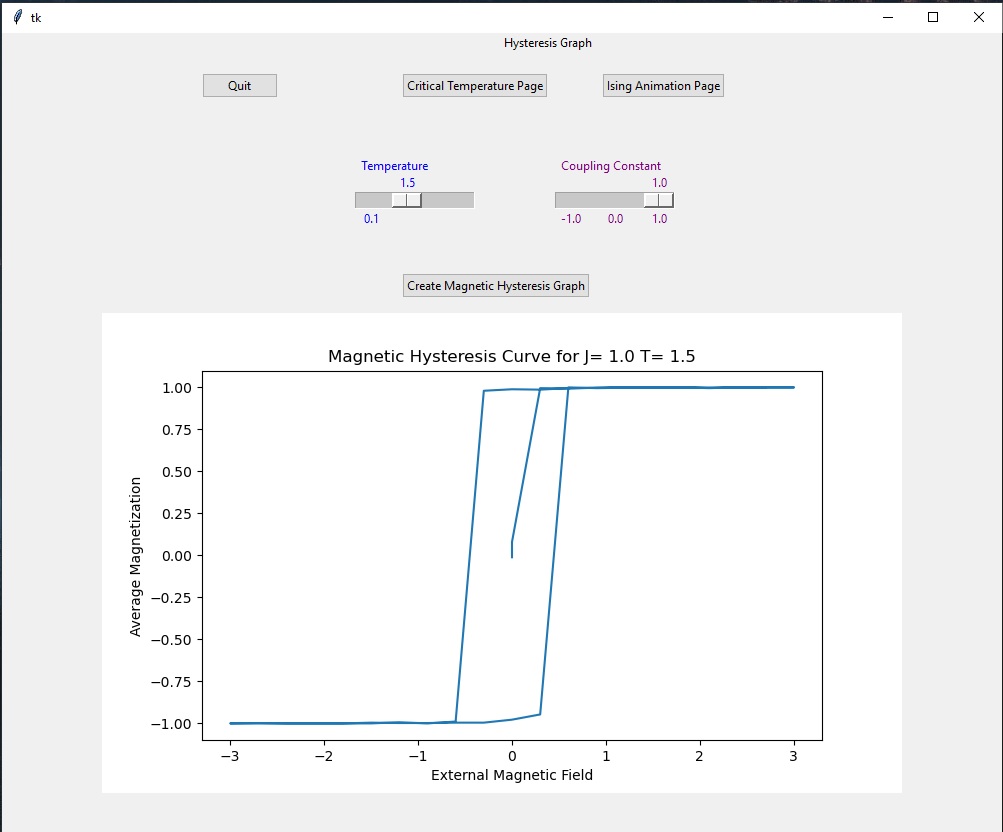 tk
Hysteresis Graph
Quit
Critical Temperature Page
Ising Animation Page
Temperature
Coupling Constant
1.5
1.0
0.1
-1.0 0.0 1.0
Create Magnetic Hysteresis Graph
Magnetic Hysteresis Curve for J= 1.0 T= 1.5
1.00
0.75
0.50
0.25
0.00
−0.25
−0.50
−0.75
−1.00
Average Magnetization
−3 −2 −1 0 1 2 3
External Magnetic Field